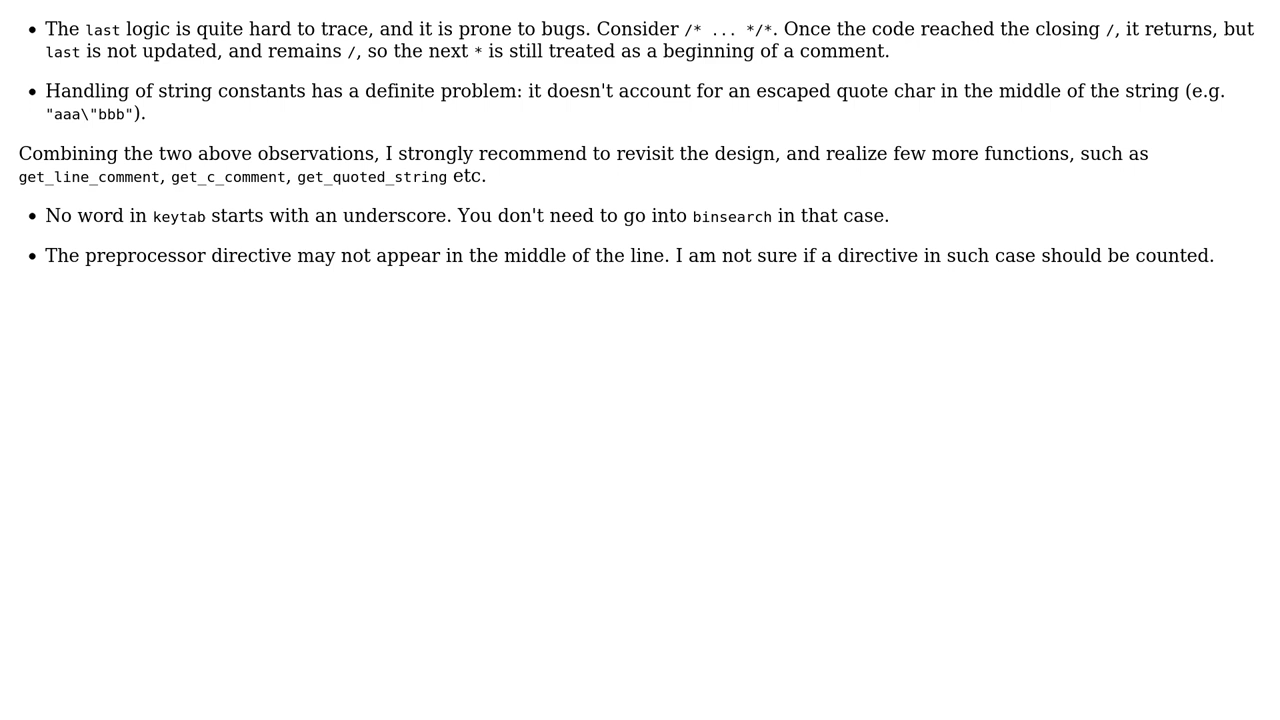 • The last logic is quite hard to trace, and it is prone to bugs. Consider /* ... */*. Once the code reached the closing /, it returns, but
last is not updated, and remains /, so the next * is still treated as a beginning of a comment.
• Handling of string constants has a definite problem: it doesn't account for an escaped quote char in the middle of the string (e.g.
"aaa\"bbb").
Combining the two above observations, I strongly recommend to revisit the design, and realize few more functions, such as
get_line_comment, get_c_comment, get_quoted_string etc.
• No word in keytab starts with an underscore. You don't need to go into binsearch in that case.
• The preprocessor directive may not appear in the middle of the line. I am not sure if a directive in such case should be counted.